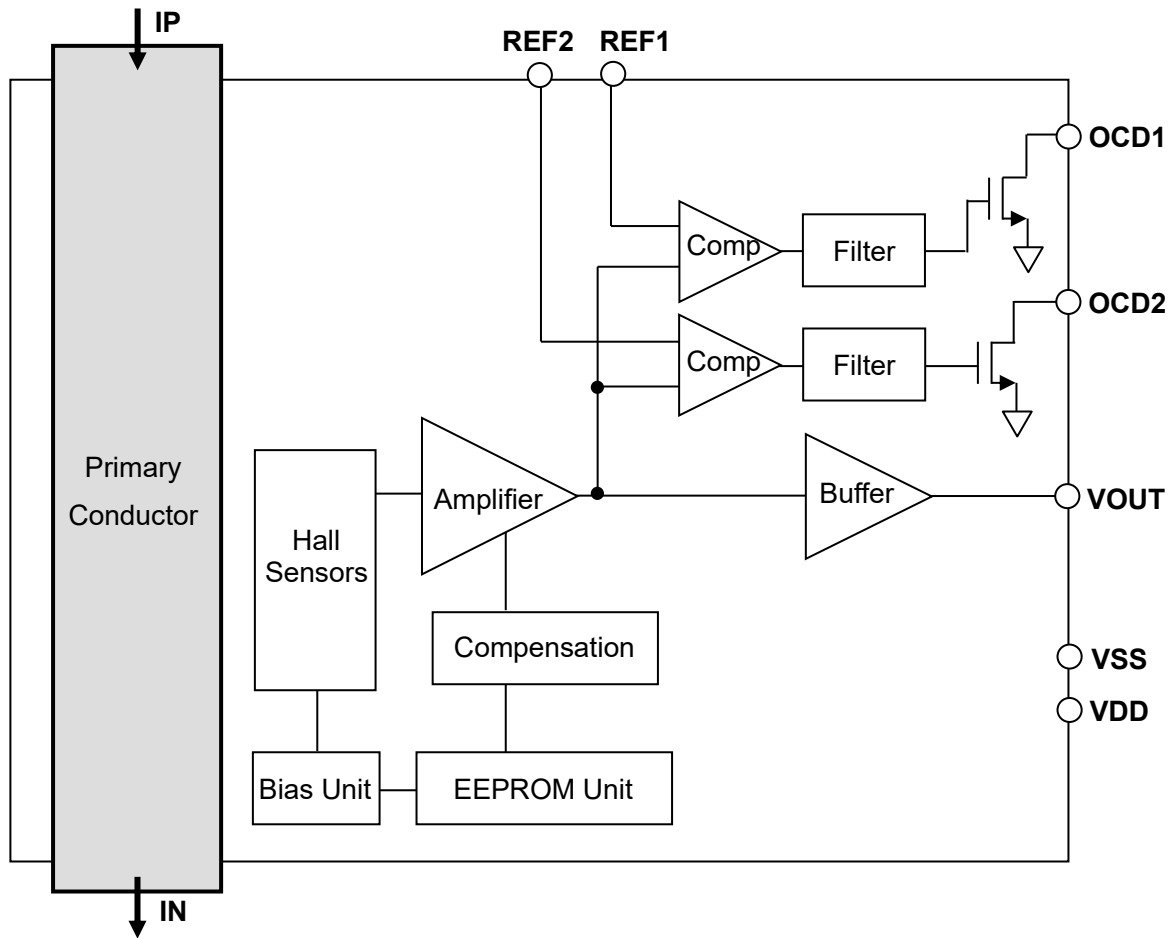 IP
REF2
REF1
OCD1
Comp
Filter
OCD2
Comp
Filter
Primary
Conductor
Hall
Sensors
Amplifier
Buffer
VOUT
Compensation
VSS
VDD
Bias Unit
EEPROM Unit
IN